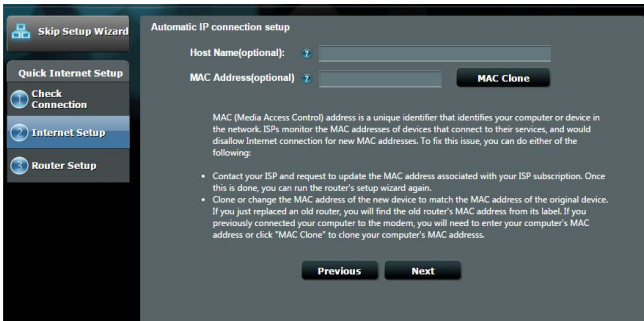 Skip Setup Wizard
Quick Internet Setup
1 Check
Connection
2 Internet Setup
3 Router Setup
Automatic IP connection setup
Host Name(optional): ?
MAC Address(optional) ? MAC Clone
MAC (Media Access Control) address is a unique identifier that identifies your computer or device in
the network. ISPs monitor the MAC addresses of devices that connect to their services, and would
disallow Internet connection for new MAC addresses. To fix this issue, you can do either of the
following:
• Contact your ISP and request to update the MAC address associated with your ISP subscription. Once
this is done, you can run the router's setup wizard again.
• Clone or change the MAC address of the new device to match the MAC address of the original device.
If you just replaced an old router, you will find the old router's MAC address from its label. If you
previously connected your computer to the modem, you will need to enter your computer's MAC
address or click "MAC Clone" to clone your computer's MAC addresss.
Previous Next